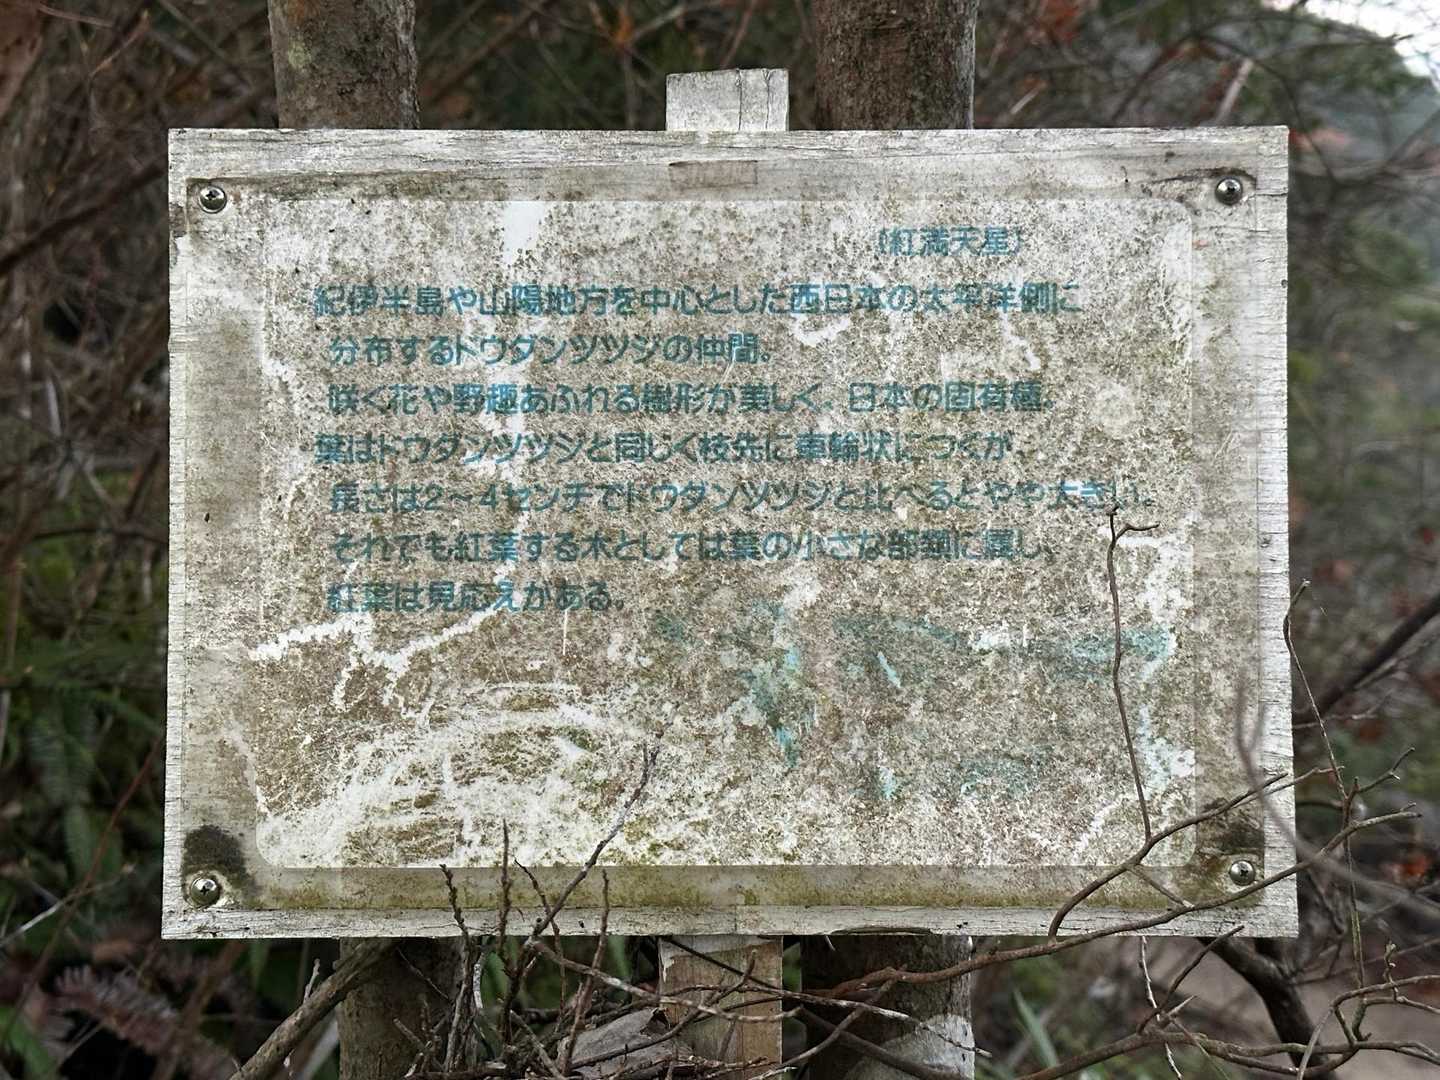 (紅満天星)
紀伊半島や山陽地方を中心とした西日本の太平洋側に
分布するドウダンツツジの仲間。
咲く花や野趣あふれる樹形が美しく、日本の固有種。
葉はドウダンツツジと同じく枝先に車輪状につくが、
長さは2～4センチでドウダンツツジと比べるとやや大きい。
それでも紅葉する木としては葉の小さな部類に属し、
紅葉は見応えがある。